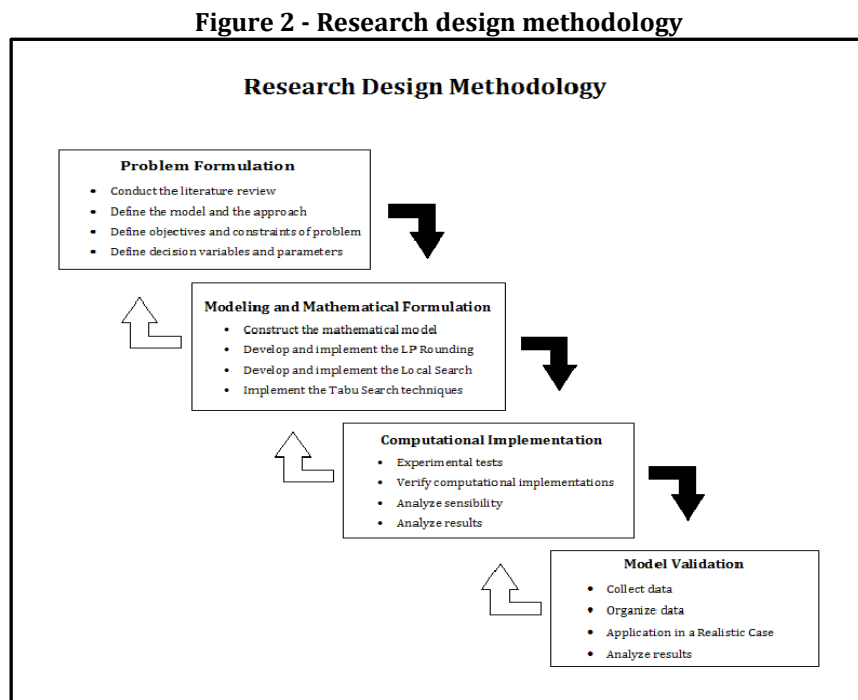 Figure 2 - Research design methodology
Research Design Methodology
Problem Formulation
• Conduct the literature review
• Define the model and the approach
• Define objectives and constraints of problem
• Define decision variables and parameters
Modeling and Mathematical Formulation
• Construct the mathematical model
• Develop and implement the LP Rounding
• Develop and implement the Local Search
• Implement the Tabu Search techniques
Computational Implementation
• Experimental tests
• Verify computational implementations
• Analyze sensibility
• Analyze results
Model Validation
• Collect data
• Organize data
• Application in a Realistic Case
• Analyze results